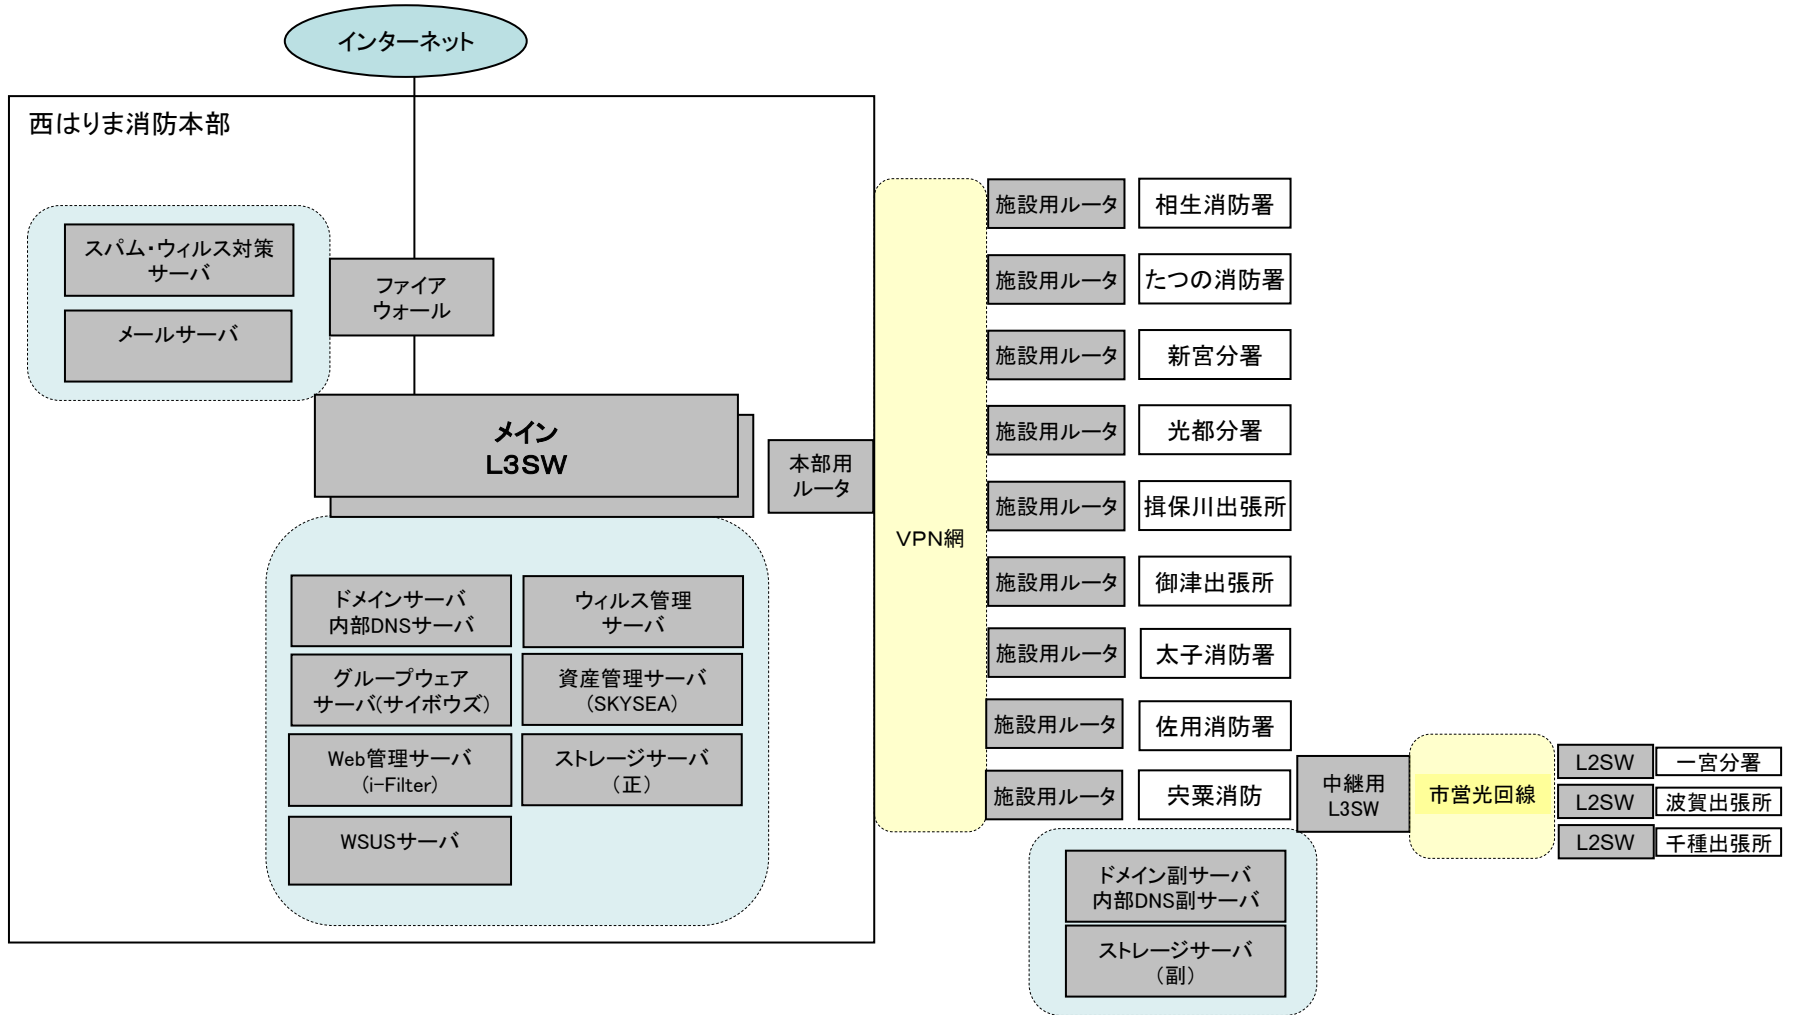 インターネット
西はりま消防本部
スパム・ウィルス対策
サーバ
メールサーバ
ファイア
ウォール
メイン
L3SW
本部用
ルータ
ドメインサーバ
内部DNSサーバ
ウィルス管理
サーバ
グループウェア
サーバ(サイボウズ)
資産管理サーバ
(SKYSEA)
Web管理サーバ
(i-Filter)
ストレージサーバ
(正)
WSUSサーバ
VPN網
施設用ルータ 相生消防署
施設用ルータ たつの消防署
施設用ルータ 新宮分署
施設用ルータ 光都分署
施設用ルータ 揖保川出張所
施設用ルータ 御津出張所
施設用ルータ 太子消防署
施設用ルータ 佐用消防署
施設用ルータ 宍粟消防
中継用
L3SW
市営光回線
L2SW 一宮分署
L2SW 波賀出張所
L2SW 千種出張所
ドメイン副サーバ
内部DNS副サーバ
ストレージサーバ
(副)